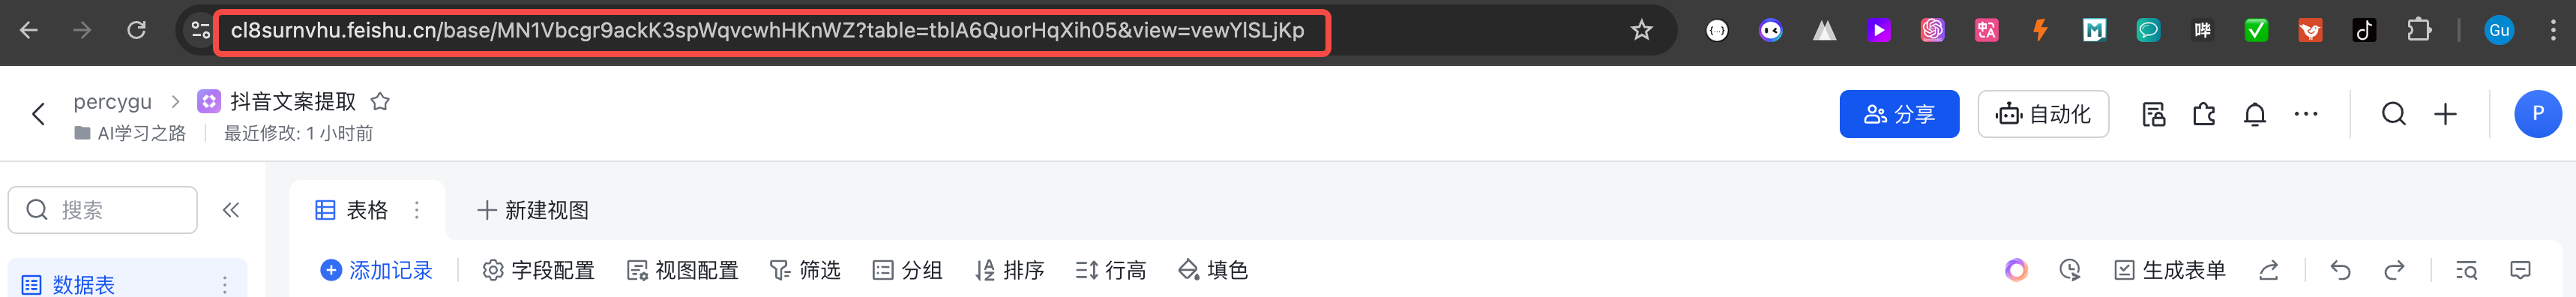 cl8surnvhu.feishu.cn/base/MN1Vbcgr9ackK3spWqvcwhHKnWZ?table=tblA6QuorHqXih05&view=vewYlSLjKp
中A
M
哔
Gu
percygu
抖音文案提取
AI学习之路
最近修改: 1 小时前
分享
自动化
P
搜索
表格
新建视图
数据表
添加记录
字段配置
视图配置
筛选
分组
排序
行高
填色
生成表单